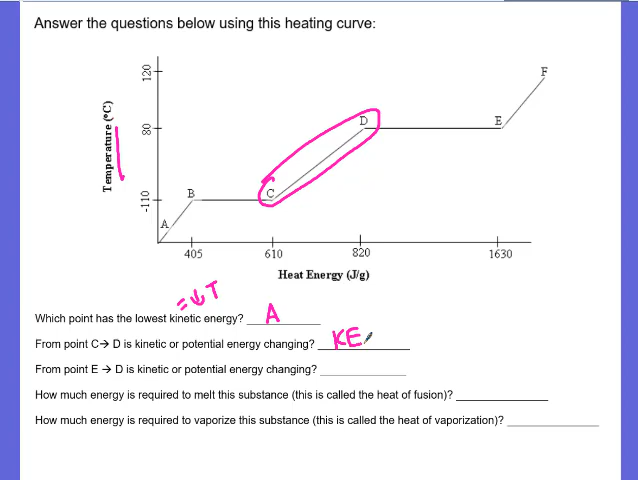 Answer the questions below using this heating curve:
120
F
Temperature (°C)
80
D
E
-110
B
C
A
405
610
820
1630
Heat Energy (J/g)
=↓T
Which point has the lowest kinetic energy? A
From point C→ D is kinetic or potential energy changing? KE
From point E → D is kinetic or potential energy changing?
How much energy is required to melt this substance (this is called the heat of fusion)?
How much energy is required to vaporize this substance (this is called the heat of vaporization)?